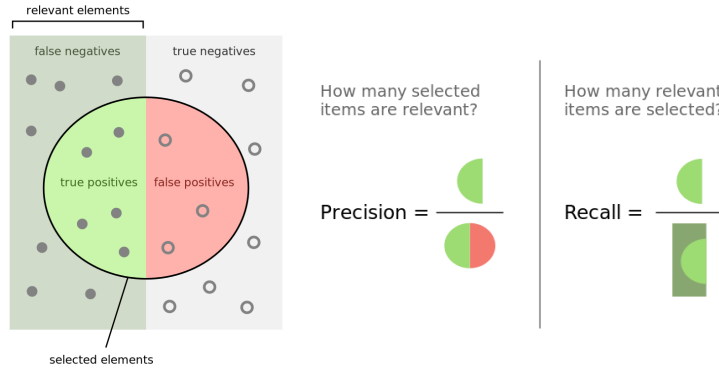 relevant elements
false negatives
true negatives
true positives
false positives
selected elements
How many selected
items are relevant?
Precision =
How many relevant
items are selected?
Recall =